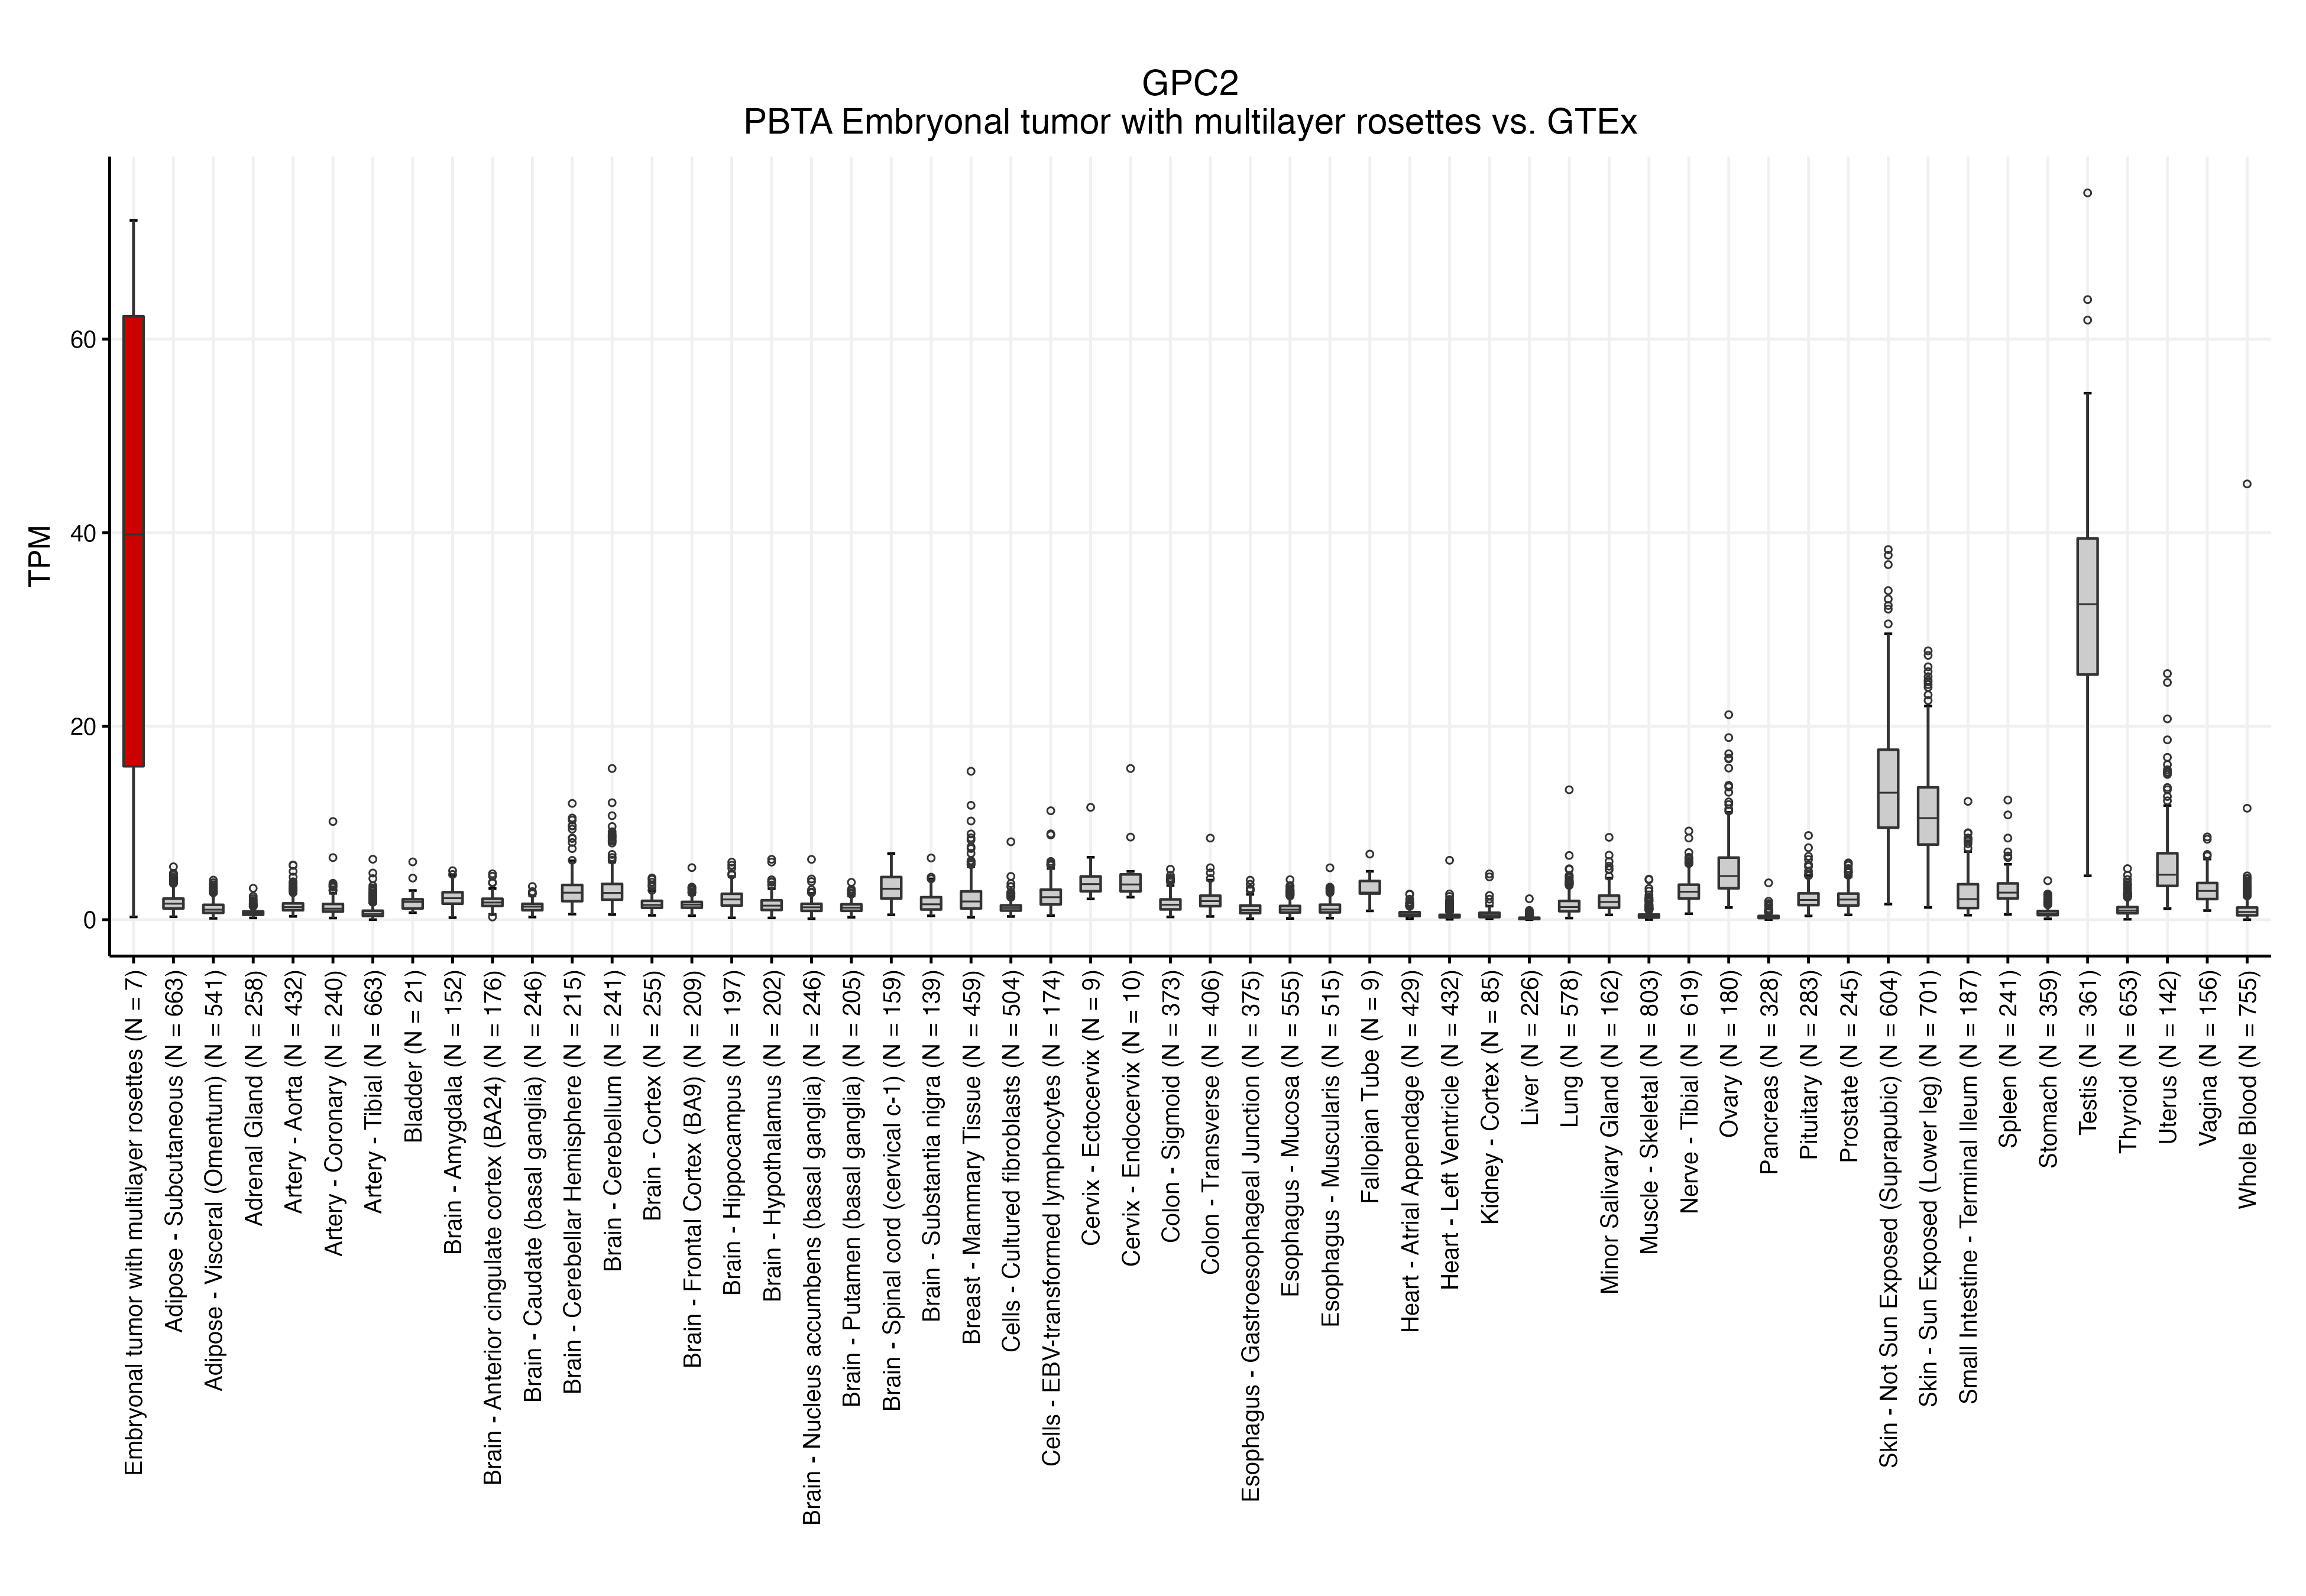 GPC2
PBTA Embryonal tumor with multilayer rosettes vs. GTEx
TPM
60
40
20
0
Embryonal tumor with multilayer rosettes (N = 7)
Adipose - Subcutaneous (N = 663)
Adipose - Visceral (Omentum) (N = 541)
Adrenal Gland (N = 258)
Artery - Aorta (N = 432)
Artery - Coronary (N = 240)
Artery - Tibial (N = 663)
Bladder (N = 21)
Brain - Amygdala (N = 152)
Brain - Anterior cingulate cortex (BA24) (N = 176)
Brain - Caudate (basal ganglia) (N = 246)
Brain - Cerebellar Hemisphere (N = 215)
Brain - Cerebellum (N = 241)
Brain - Cortex (N = 255)
Brain - Frontal Cortex (BA9) (N = 209)
Brain - Hippocampus (N = 197)
Brain - Hypothalamus (N = 202)
Brain - Nucleus accumbens (basal ganglia) (N = 246)
Brain - Putamen (basal ganglia) (N = 205)
Brain - Spinal cord (cervical c-1) (N = 159)
Brain - Substantia nigra (N = 139)
Breast - Mammary Tissue (N = 459)
Cells - Cultured fibroblasts (N = 504)
Cells - EBV-transformed lymphocytes (N = 174)
Cervix - Ectocervix (N = 9)
Cervix - Endocervix (N = 10)
Colon - Sigmoid (N = 373)
Colon - Transverse (N = 406)
Esophagus - Gastroesophageal Junction (N = 375)
Esophagus - Mucosa (N = 555)
Esophagus - Muscularis (N = 515)
Fallopian Tube (N = 9)
Heart - Atrial Appendage (N = 429)
Heart - Left Ventricle (N = 432)
Kidney - Cortex (N = 85)
Liver (N = 226)
Lung (N = 578)
Minor Salivary Gland (N = 162)
Muscle - Skeletal (N = 803)
Nerve - Tibial (N = 619)
Ovary (N = 180)
Pancreas (N = 328)
Pituitary (N = 283)
Prostate (N = 245)
Skin - Not Sun Exposed (Suprapubic) (N = 604)
Skin - Sun Exposed (Lower leg) (N = 701)
Small Intestine - Terminal Ileum (N = 187)
Spleen (N = 241)
Stomach (N = 359)
Testis (N = 361)
Thyroid (N = 653)
Uterus (N = 142)
Vagina (N = 156)
Whole Blood (N = 755)